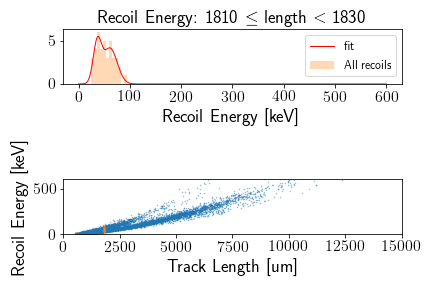 Recoil Energy: 1810 ≤ length < 1830
5
0
fit
All recoils
0 100 200 300 400 500 600
Recoil Energy [keV]
Recoil Energy [keV]
500
0
0 2500 5000 7500 10000 12500 15000
Track Length [um]